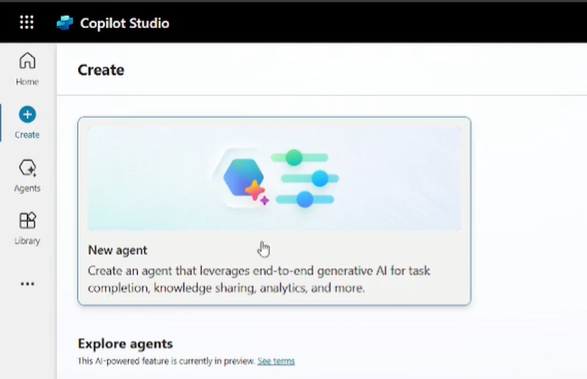 Copilot Studio
Home
Create
Agents
Library
Create
New agent
Create an agent that leverages end-to-end generative AI for task
completion, knowledge sharing, analytics, and more.
Explore agents
This AI-powered feature is currently in preview. See terms